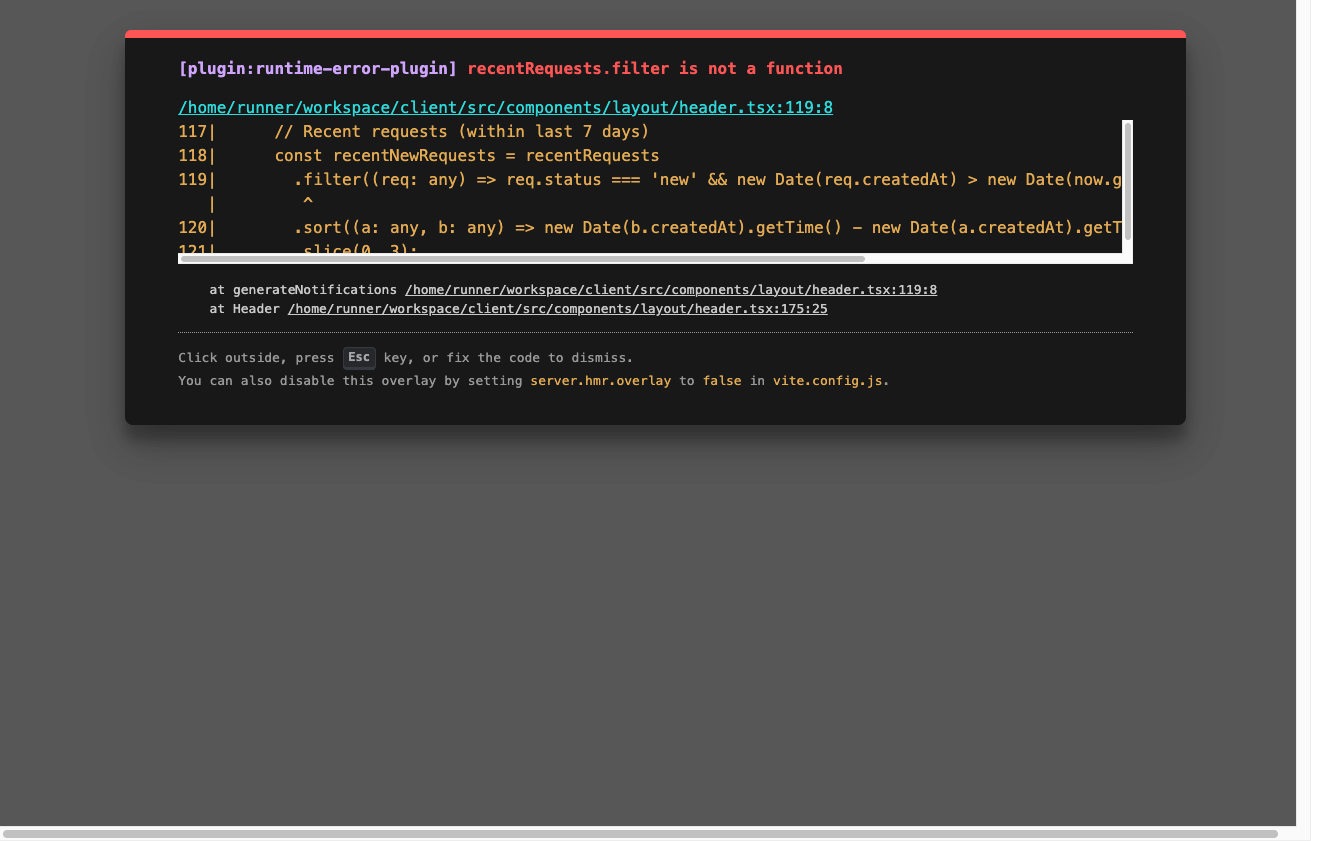 [plugin:runtime-error-plugin] recentRequests.filter is not a function
/home/runner/workspace/client/src/components/layout/header.tsx:119:8
117|      // Recent requests (within last 7 days)
118|      const recentNewRequests = recentRequests
119|        .filter((req: any) => req.status === 'new' && new Date(req.createdAt) > new Date(now.g
   |         ^
120|        .sort((a: any, b: any) => new Date(b.createdAt).getTime() - new Date(a.createdAt).getT
121|        .slice(0, 3);
at generateNotifications /home/runner/workspace/client/src/components/layout/header.tsx:119:8
at Header /home/runner/workspace/client/src/components/layout/header.tsx:175:25
Click outside, press Esc key, or fix the code to dismiss.
You can also disable this overlay by setting server.hmr.overlay to false in vite.config.js.